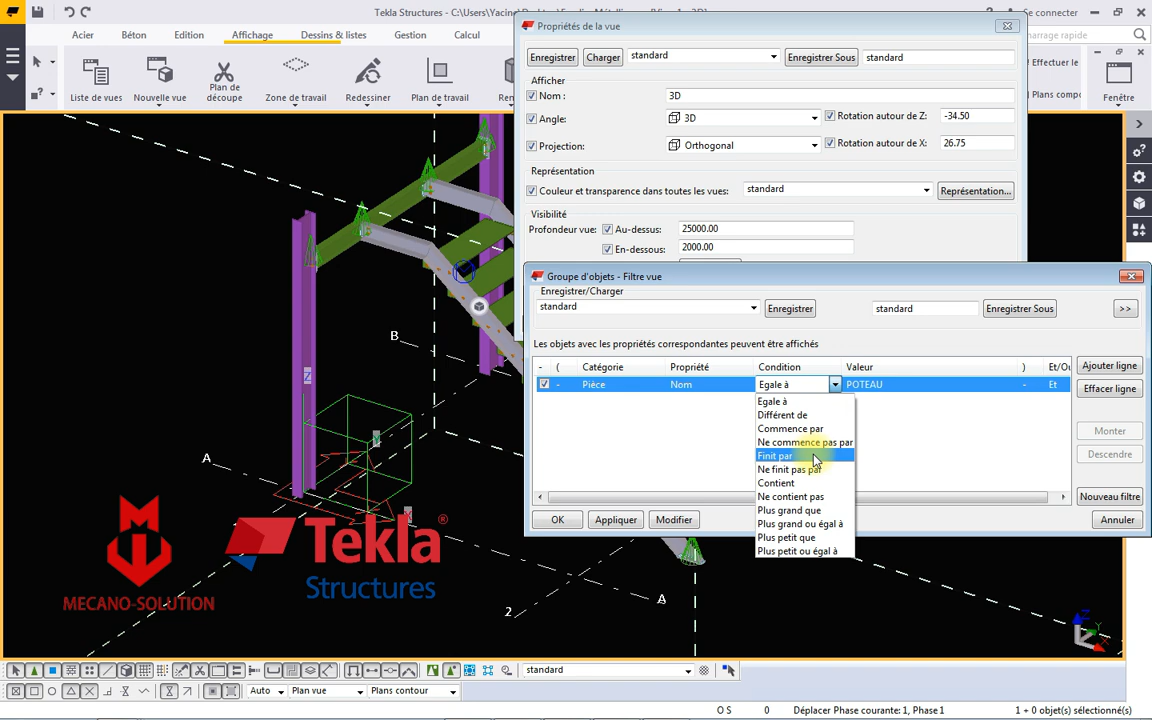 Tekla Structures - C:\Users\Yacine\Desktop\
Se connecter
Acier Béton Edition Affichage Dessins & listes Gestion Calcul
marrage rapide
Liste de vues
Nouvelle vue
Plan de découpe
Zone de travail
Redessiner
Plan de travail
Effectuer le
Plans compo
Fenêtre
Propriétés de la vue
Enregistrer Charger standard Enregistrer Sous standard
Afficher
Nom : 3D
Angle: 3D Rotation autour de Z: -34.50
Projection: Orthogonal Rotation autour de X: 26.75
Représentation
Couleur et transparence dans toutes les vues: standard Représentation...
Visibilité
Profondeur vue: Au-dessus: 25000.00
En-dessous: 2000.00
Groupe d'objets - Filtre vue
Enregistrer/Charger
standard Enregistrer standard Enregistrer Sous >>
Les objets avec les propriétés correspondantes peuvent être affichés
- ( Catégorie Propriété Condition Valeur ) Et/Ou
- Pièce Nom Egale à POTEAU - Et
Egale à
Différent de
Commence par
Ne commence pas par
Finit par
Ne finit pas par
Contient
Ne contient pas
Plus grand que
Plus grand ou égal à
Plus petit que
Plus petit ou égal à
Ajouter ligne
Effacer ligne
Monter
Descendre
Nouveau filtre
OK Appliquer Modifier Annuler
B
A
Z
Y
X
A
2
MECANO-SOLUTION
Tekla®
Structures
Z
Y
X
standard
Auto Plan vue Plans contour
O S 0 Déplacer Phase courante: 1, Phase 1 1 + 0 objet(s) sélectionné(s)